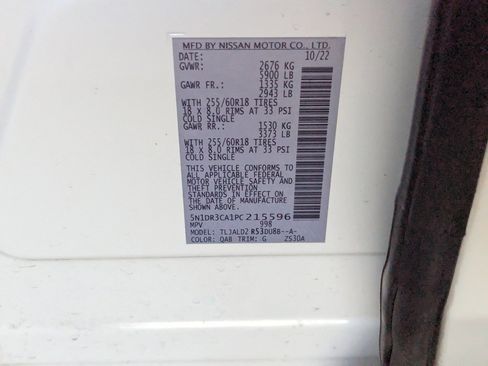 MFD BY NISSAN MOTOR CO., LTD.
DATE: 10/22
GVWR: 2676 KG
5900 LB
GAWR FR.: 1335 KG
2943 LB
WITH 255/60R18 TIRES
18 x 8.0 RIMS AT 33 PSI
COLD SINGLE
GAWR RR.: 1530 KG
3373 LB
WITH 255/60R18 TIRES
18 x 8.0 RIMS AT 33 PSI
COLD SINGLE
THIS VEHICLE CONFORMS TO
ALL APPLICABLE FEDERAL
MOTOR VEHICLE SAFETY AND
THEFT PREVENTION
STANDARDS IN EFFECT ON
THE DATE OF MANUFACTURE
SHOWN ABOVE.
5N1DR3CA1PC215596
MPV 998
MODEL: TLJALDZ R53DU8B--A-
COLOR: QAB TRIM: G ZS3DA